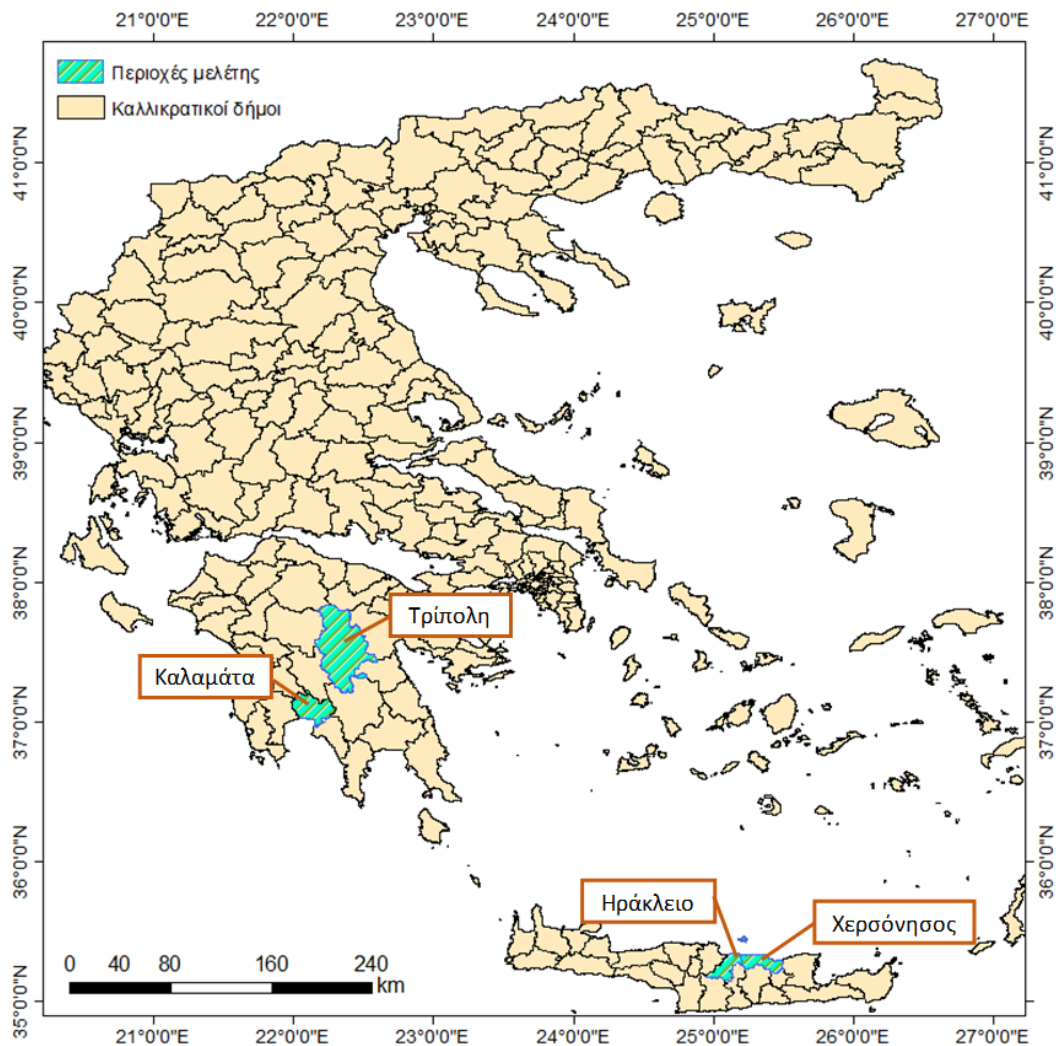 21°0'0"E 22°0'0"E 23°0'0"E 24°0'0"E 25°0'0"E 26°0'0"E 27°0'0"E
Περιοχές μελέτης
Καλλικρατικοί δήμοι
41°0'0"N 41°0'0"N
40°0'0"N 40°0'0"N
39°0'0"N 39°0'0"N
38°0'0"N 38°0'0"N
Τρίπολη
Καλαμάτα
37°0'0"N 37°0'0"N
36°0'0"N 36°0'0"N
Ηράκλειο
Χερσόνησος
0 40 80 160 240
km
35°0'0"N 35°0'0"N
21°0'0"E 22°0'0"E 23°0'0"E 24°0'0"E 25°0'0"E 26°0'0"E 27°0'0"E